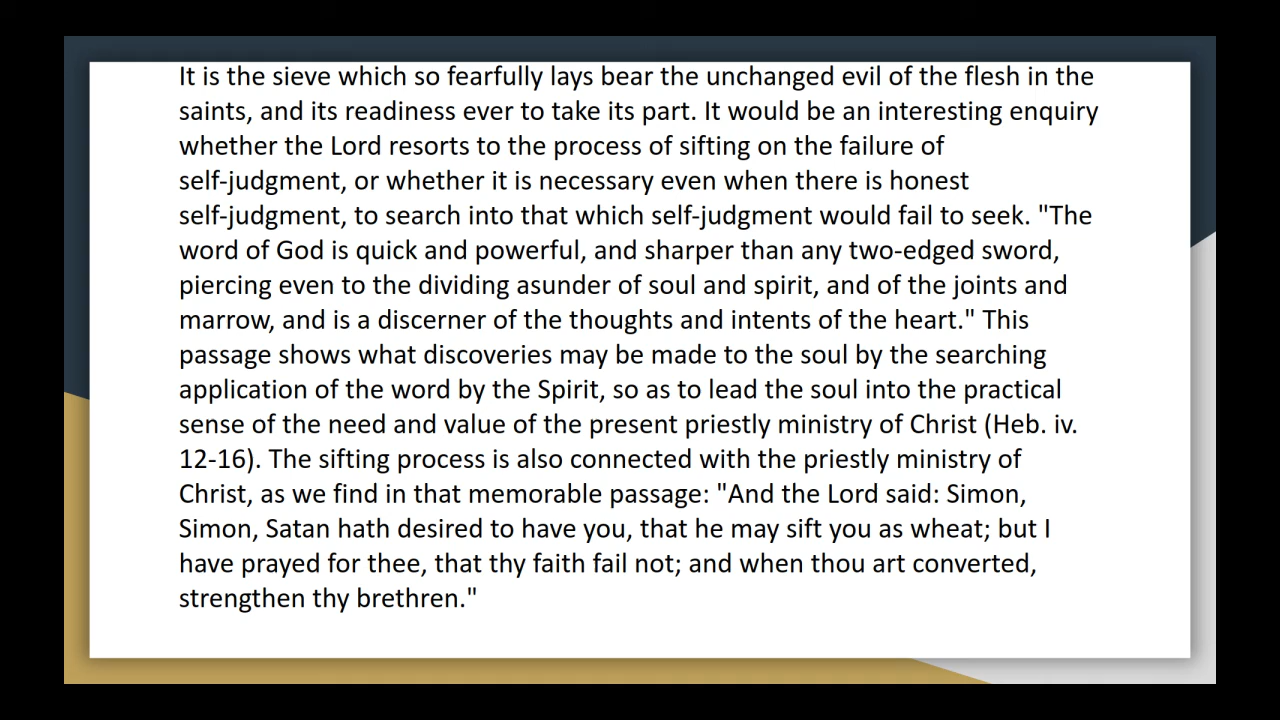 It is the sieve which so fearfully lays bear the unchanged evil of the flesh in the
saints, and its readiness ever to take its part. It would be an interesting enquiry
whether the Lord resorts to the process of sifting on the failure of
self-judgment, or whether it is necessary even when there is honest
self-judgment, to search into that which self-judgment would fail to seek. "The
word of God is quick and powerful, and sharper than any two-edged sword,
piercing even to the dividing asunder of soul and spirit, and of the joints and
marrow, and is a discerner of the thoughts and intents of the heart." This
passage shows what discoveries may be made to the soul by the searching
application of the word by the Spirit, so as to lead the soul into the practical
sense of the need and value of the present priestly ministry of Christ (Heb. iv.
12-16). The sifting process is also connected with the priestly ministry of
Christ, as we find in that memorable passage: "And the Lord said: Simon,
Simon, Satan hath desired to have you, that he may sift you as wheat; but I
have prayed for thee, that thy faith fail not; and when thou art converted,
strengthen thy brethren."